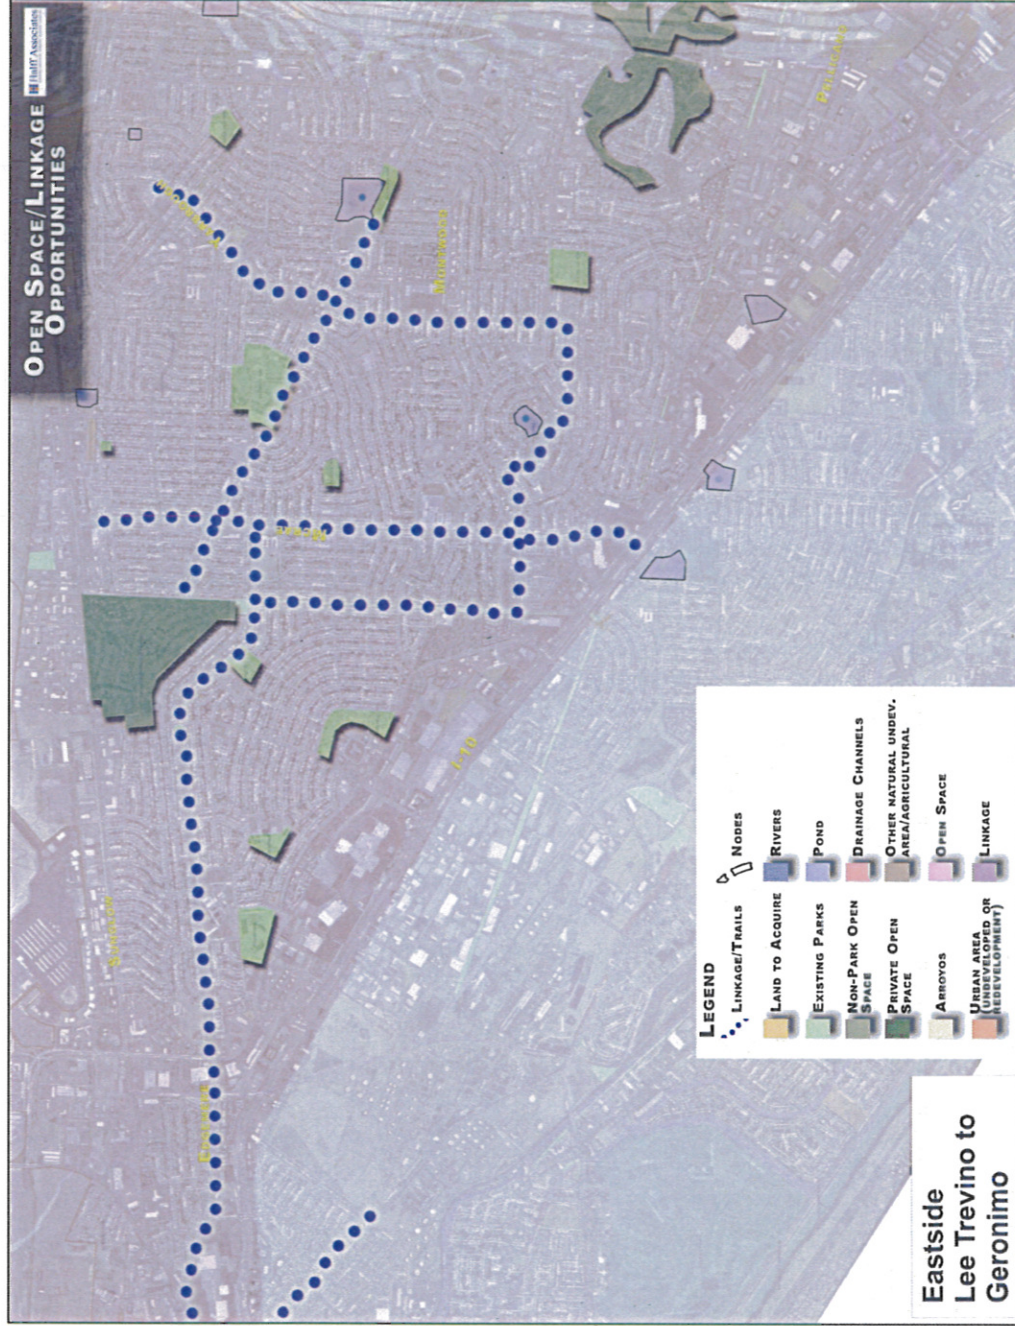 OPEN SPACE/LINKAGE
OPPORTUNITIES
Halff Associates
MONTWOOD
PELLICANO
I-10
LEGEND
LINKAGE/TRAILS
NODES
LAND TO ACQUIRE
RIVERS
EXISTING PARKS
POND
NON-PARK OPEN
SPACE
DRAINAGE CHANNELS
PRIVATE OPEN
SPACE
OTHER NATURAL UNDEV.
AREA/AGRICULTURAL
ARROYOS
OPEN SPACE
URBAN AREA
(UNDEVELOPED OR
REDEVELOPMENT)
LINKAGE
Eastside
Lee Trevino to
Geronimo